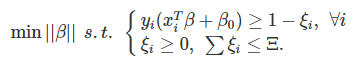 min ||β|| s.t. { y_i(x_i^T β + β_0) ≥ 1 − ξ_i, ∀i
ξ_i ≥ 0, ∑ξ_i ≤ Ξ.